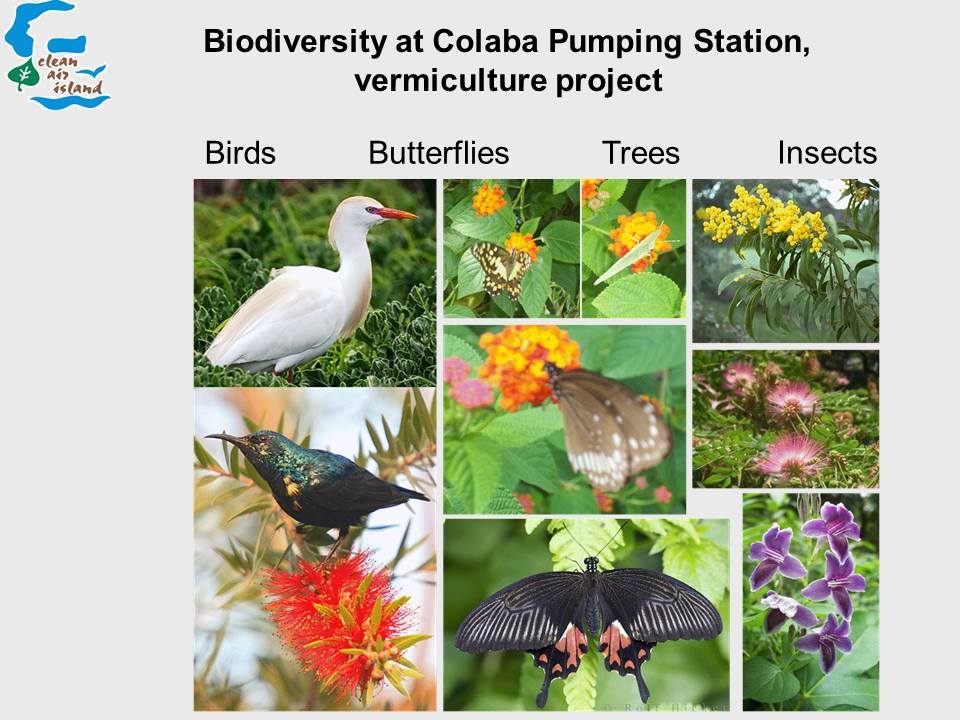 clean
air
island
Biodiversity at Colaba Pumping Station,
vermiculture project
Birds Butterflies Trees Insects